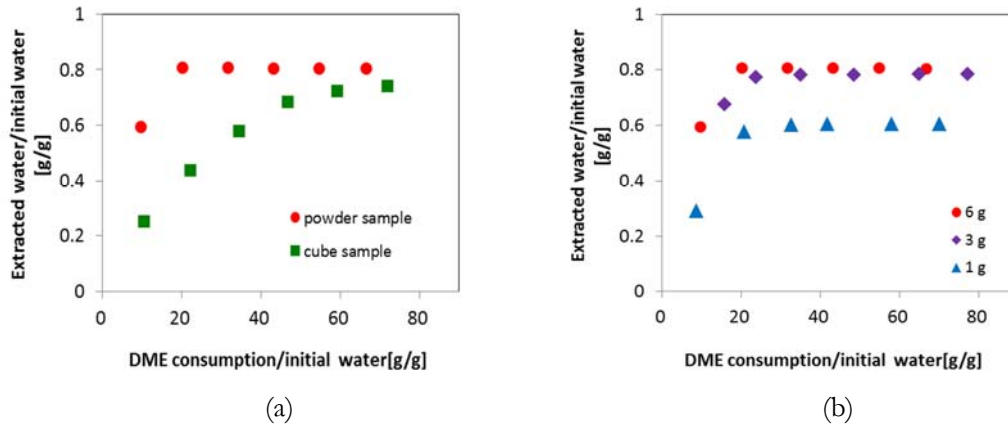 Extracted water/initial water
[g/g]
1
0.8
0.6
0.4
0.2
0
0 20 40 60 80
powder sample
cube sample
DME consumption/initial water[g/g]
(a)
Extracted water/initial water
[g/g]
1
0.8
0.6
0.4
0.2
0
0 20 40 60 80
6 g
3 g
1 g
DME consumption/initial water[g/g]
(b)